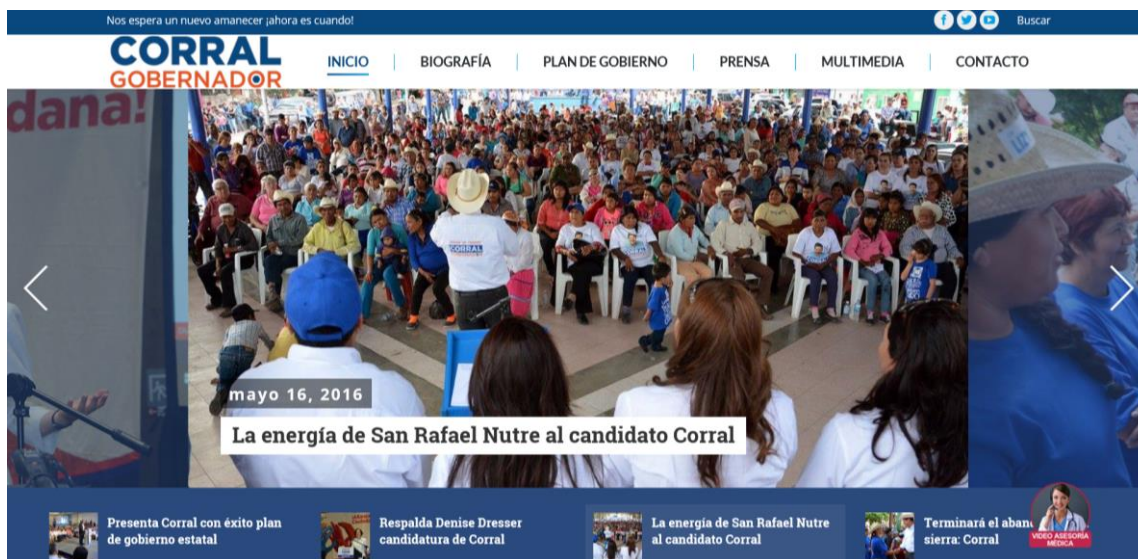 Nos espera un nuevo amanecer ¡ahora es cuando!
Buscar
CORRAL
GOBERNADOR
INICIO
BIOGRAFÍA
PLAN DE GOBIERNO
PRENSA
MULTIMEDIA
CONTACTO
dana!
CORRAL
mayo 16, 2016
La energía de San Rafael Nutre al candidato Corral
Presenta Corral con éxito plan
de gobierno estatal
Respalda Denise Dresser
candidatura de Corral
La energía de San Rafael Nutre
al candidato Corral
Terminará el aban
sierra: Corral
VIDEO ASESORÍA
MÉDICA